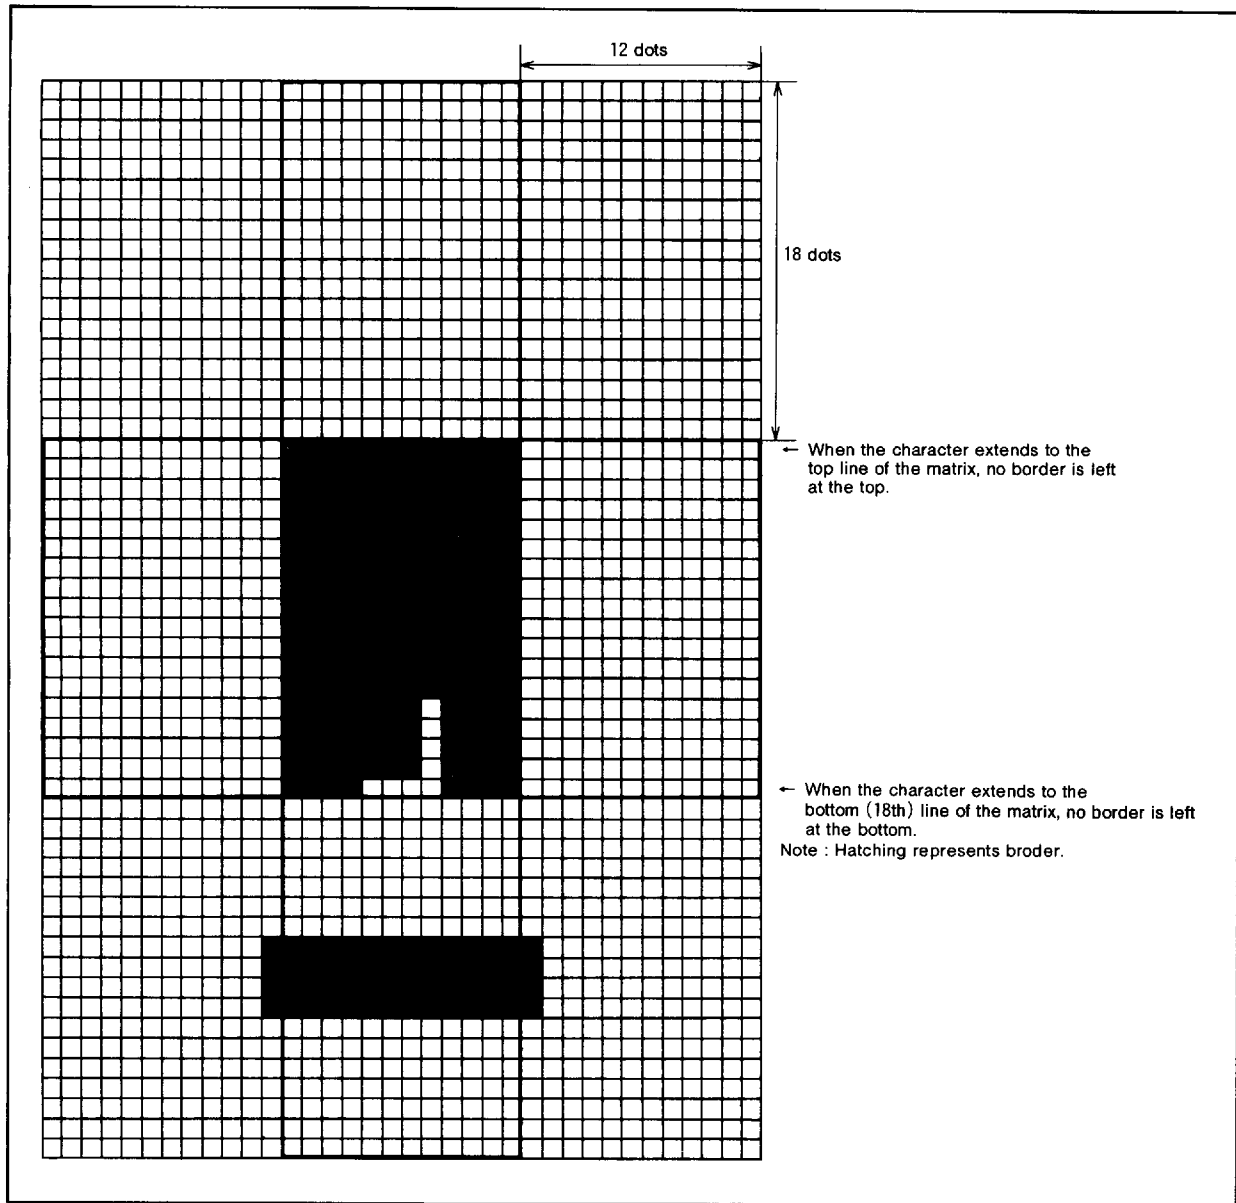 12 dots
18 dots
← When the character extends to the
top line of the matrix, no border is left
at the top.
← When the character extends to the
bottom (18th) line of the matrix, no border is left
at the bottom.
Note : Hatching represents broder.